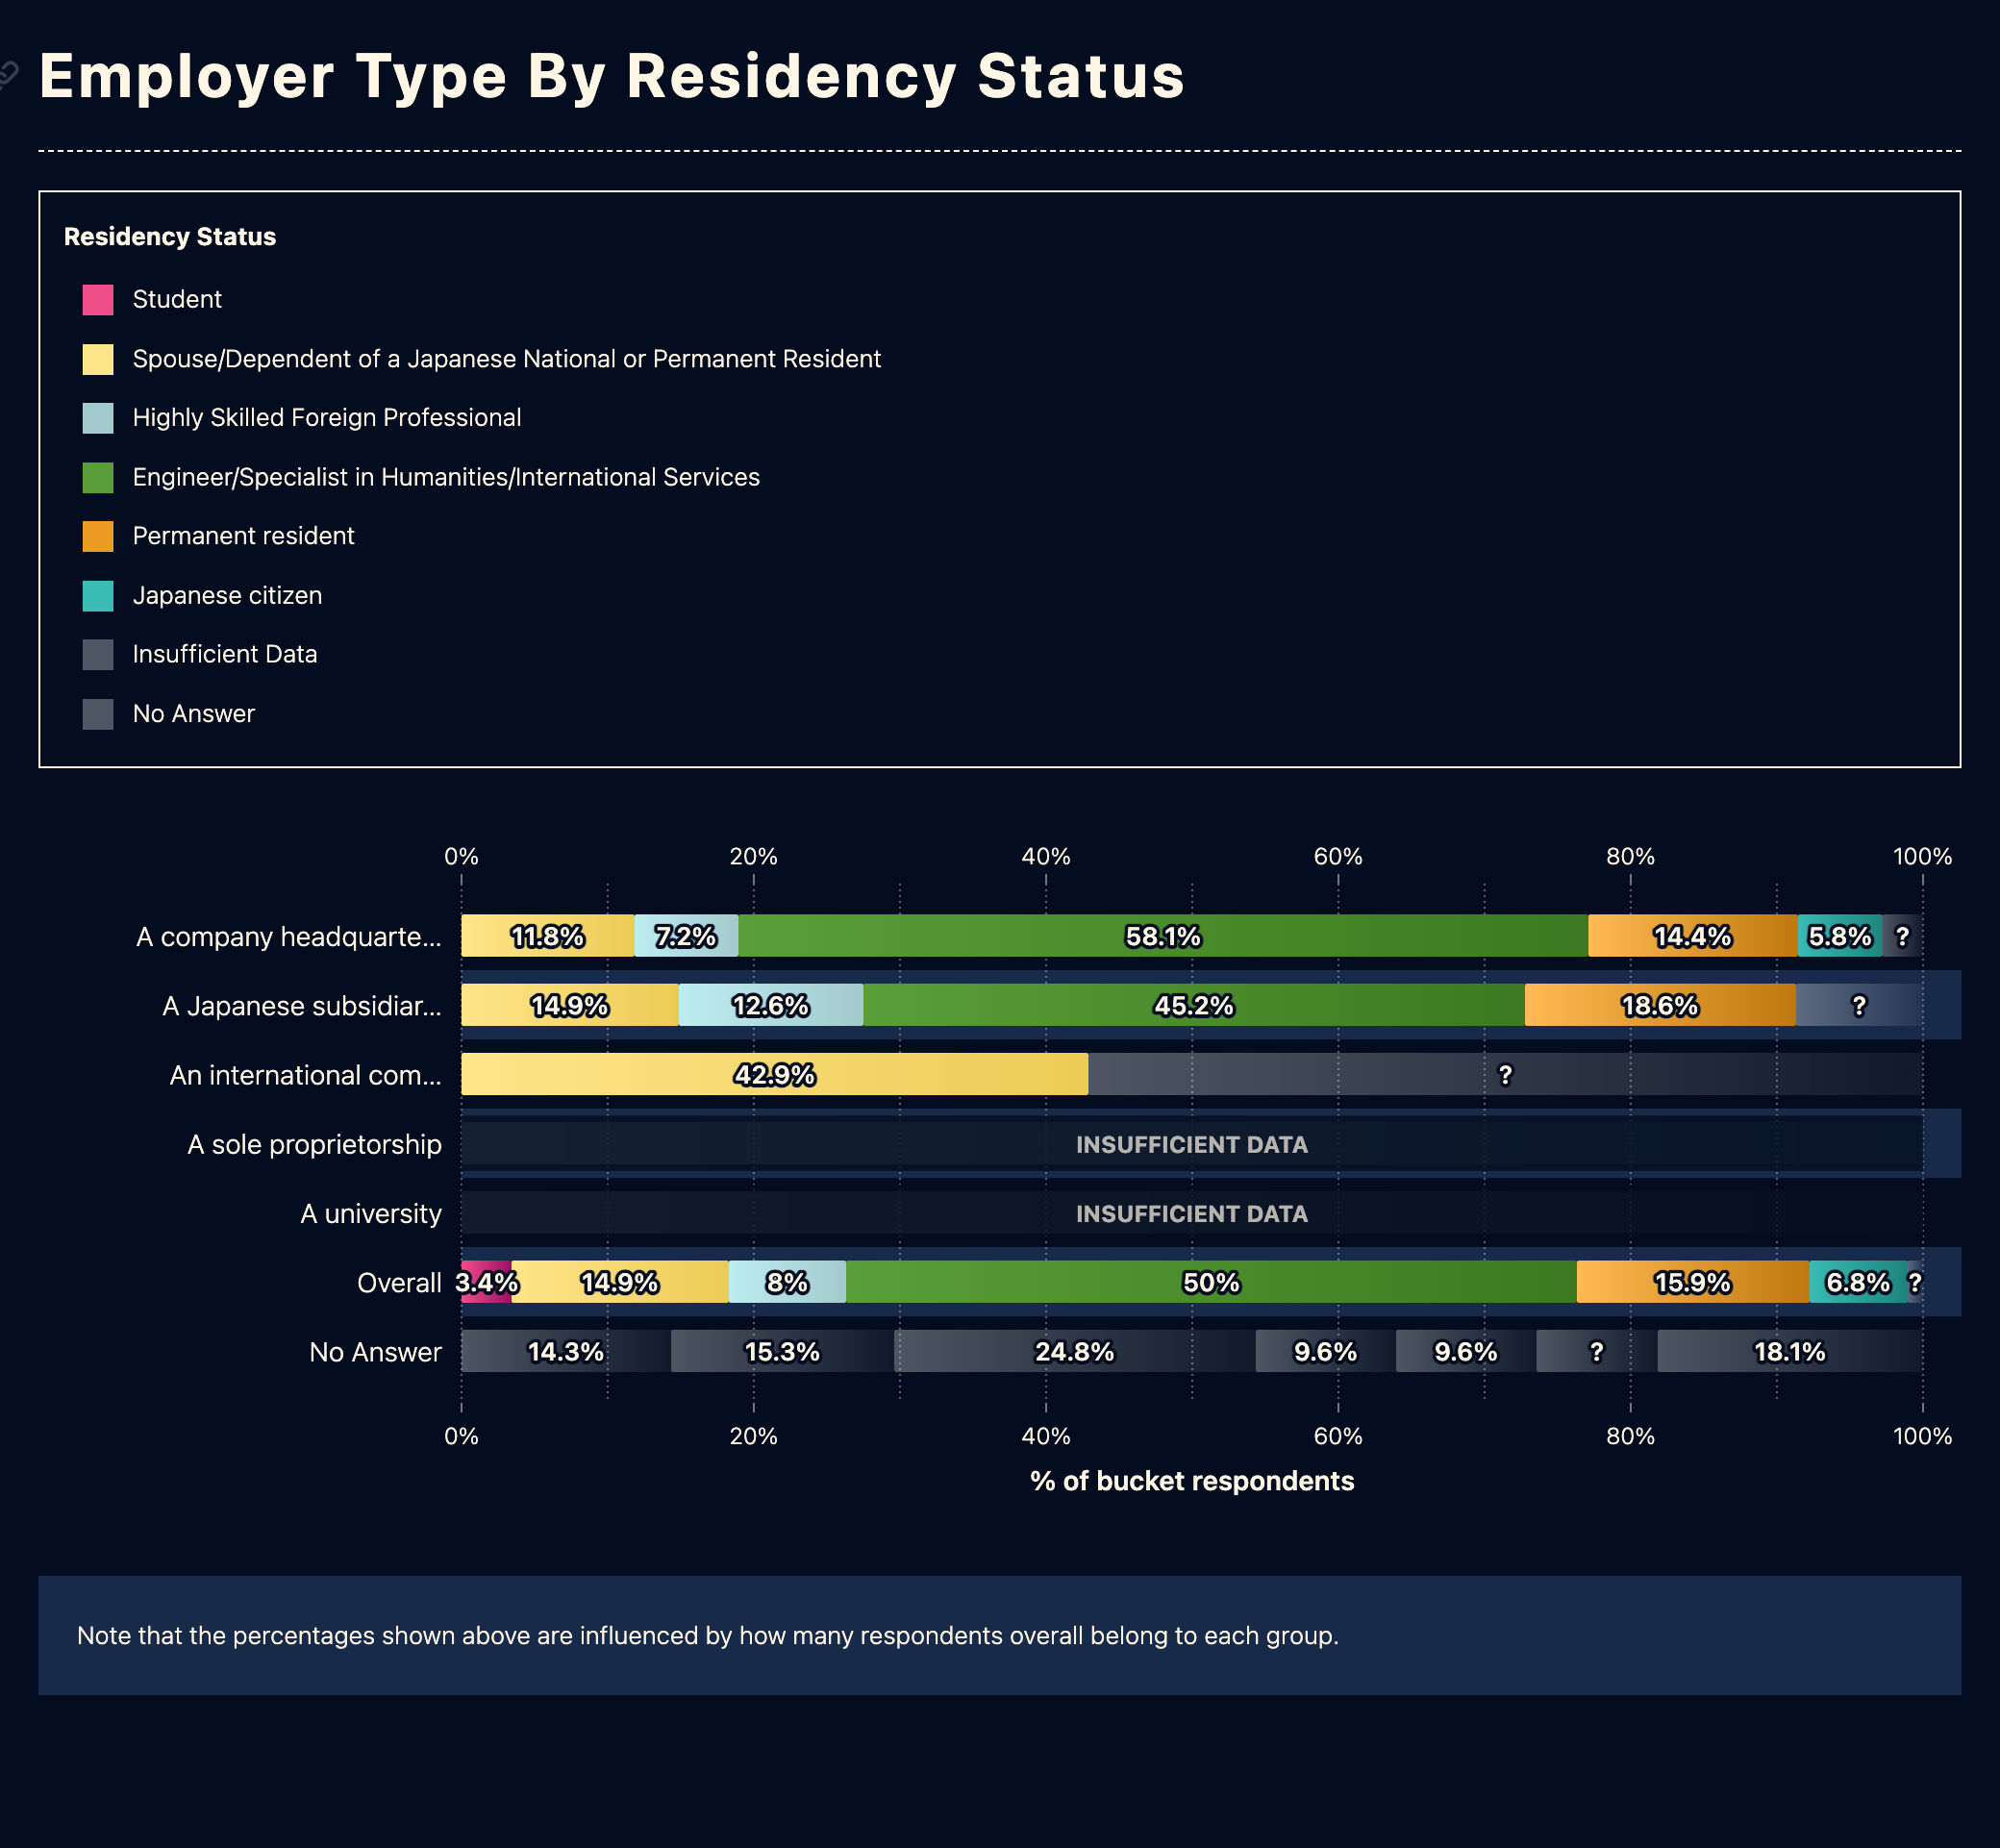 Employer Type By Residency Status
Residency Status
Student
Spouse/Dependent of a Japanese National or Permanent Resident
Highly Skilled Foreign Professional
Engineer/Specialist in Humanities/International Services
Permanent resident
Japanese citizen
Insufficient Data
No Answer
0% 20% 40% 60% 80% 100%
A company headquarte... 11.8% 7.2% 58.1% 14.4% 5.8% ?
A Japanese subsidiar... 14.9% 12.6% 45.2% 18.6% ?
An international com... 42.9% ?
A sole proprietorship INSUFFICIENT DATA
A university INSUFFICIENT DATA
Overall 3.4% 14.9% 8% 50% 15.9% 6.8% ?
No Answer 14.3% 15.3% 24.8% 9.6% 9.6% ? 18.1%
0% 20% 40% 60% 80% 100%
% of bucket respondents
Note that the percentages shown above are influenced by how many respondents overall belong to each group.